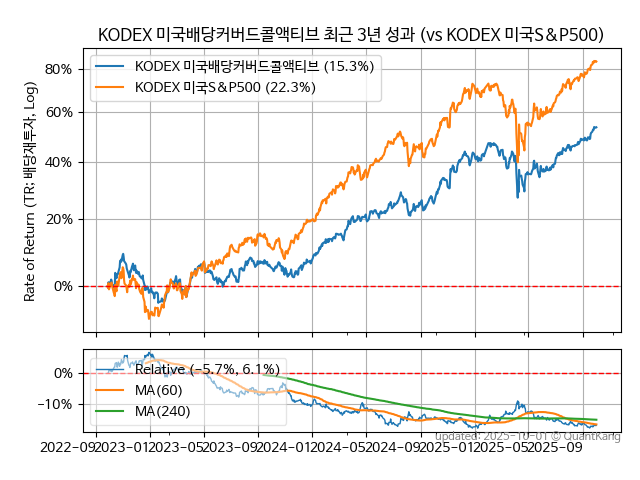 KODEX 미국배당커버드콜액티브 최근 3년 성과 (vs KODEX 미국S&P500)
Rate of Return (TR: 배당재투자, Log)
80%
60%
40%
20%
0%
KODEX 미국배당커버드콜액티브 (15.3%)
KODEX 미국S&P500 (22.3%)
0%
-10%
Relative (-5.7%, 6.1%)
MA(60)
MA(240)
updated: 2025-10-01 © QuantKang
2022-09 2023-01 2023-05 2023-09 2024-01 2024-05 2024-09 2025-01 2025-05 2025-09